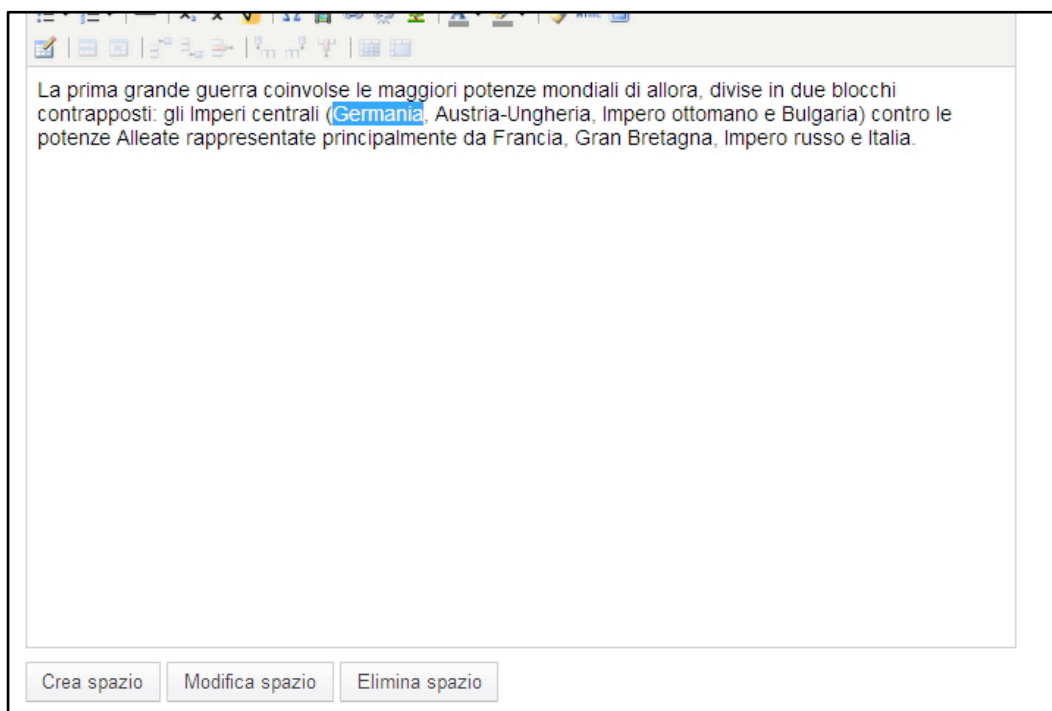 La prima grande guerra coinvolse le maggiori potenze mondiali di allora, divise in due blocchi
contrapposti: gli Imperi centrali (Germania, Austria-Ungheria, Impero ottomano e Bulgaria) contro le
potenze Alleate rappresentate principalmente da Francia, Gran Bretagna, Impero russo e Italia.
Crea spazio Modifica spazio Elimina spazio